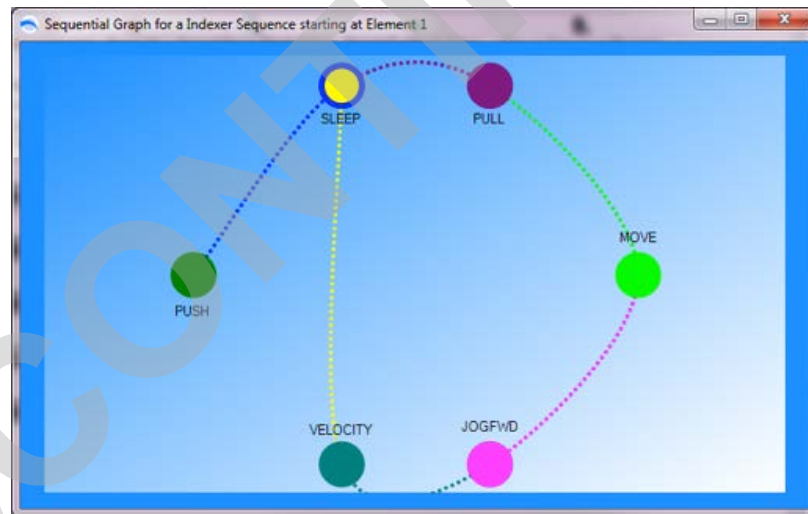 Sequential Graph for a Indexer Sequence starting at Element 1
SLEEP
PULL
MOVE
PUSH
VELOCITY
JOGFWD